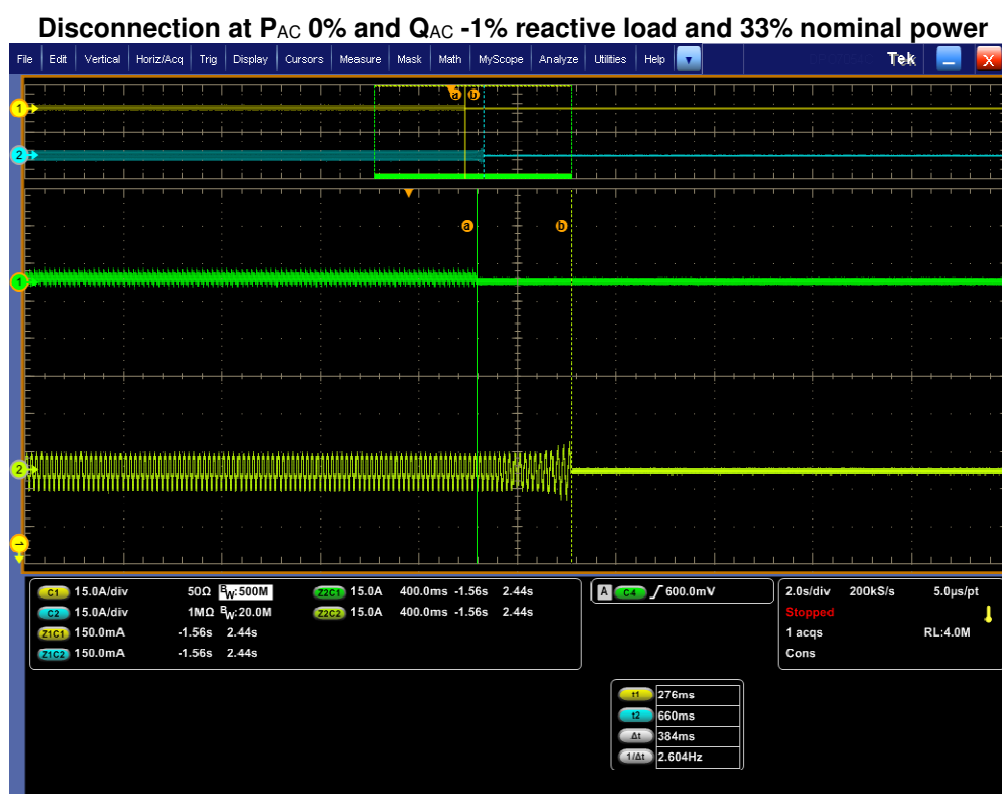 Disconnection at PAC 0% and QAC -1% reactive load and 33% nominal power
File Edit Vertical Horiz/Acq Trig Display Cursors Measure Mask Math MyScope Analyze Utilities Help Tek X
a b
1
2
a b
1
2
C1 15.0A/div 50Ω BW:500M Z2C1 15.0A 400.0ms -1.56s 2.44s
C2 15.0A/div 1MΩ BW:20.0M Z2C2 15.0A 400.0ms -1.56s 2.44s
Z1C1 150.0mA -1.56s 2.44s
Z1C2 150.0mA -1.56s 2.44s
A C4 600.0mV
2.0s/div 200kS/s 5.0µs/pt
Stopped
1 acqs RL:4.0M
Cons
t1 276ms
t2 660ms
Δt 384ms
1/Δt 2.604Hz